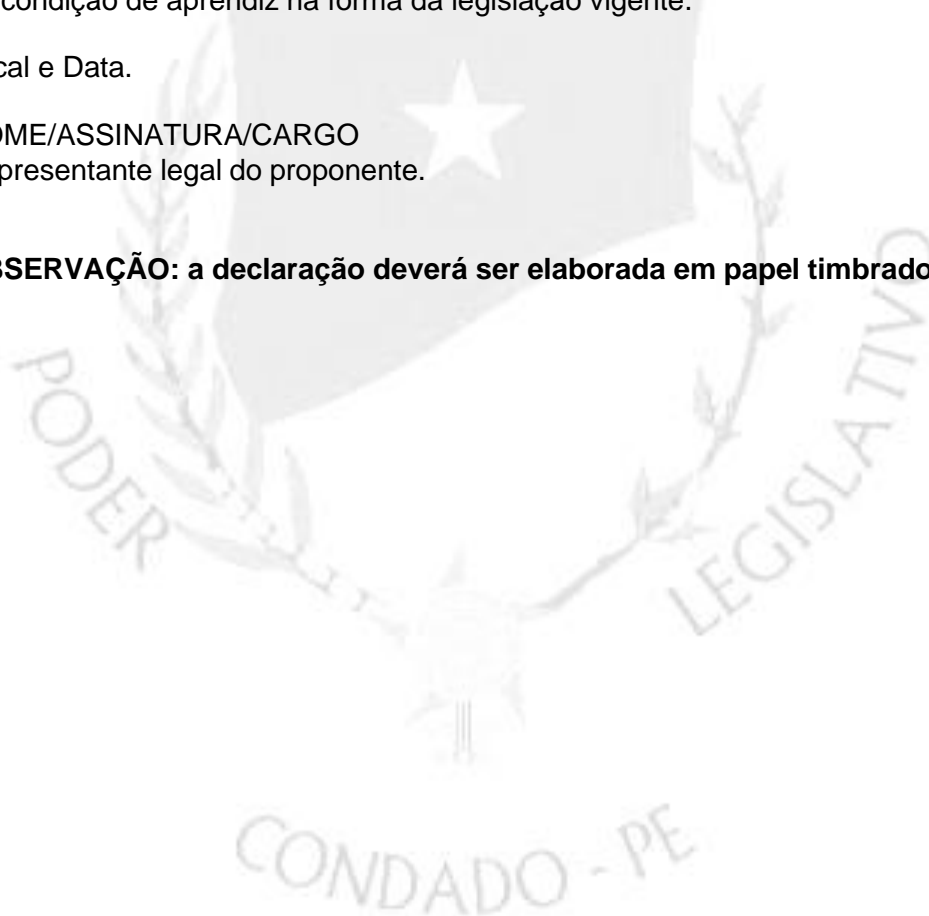 condição de aprendiz na forma da legislação vigente.
cal e Data.
OME/ASSINATURA/CARGO
presentante legal do proponente.
BSERVAÇÃO: a declaração deverá ser elaborada em papel timbrado
PODER
LEGISLATIVO
CONDADO - PE